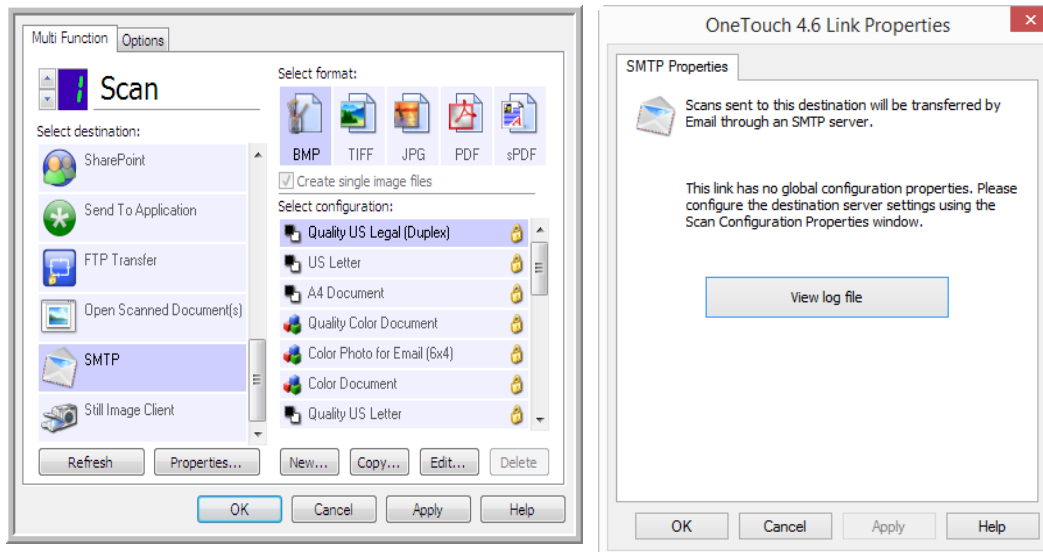 Multi Function
Options
1
Scan
Select destination:
SharePoint
Send To Application
FTP Transfer
Open Scanned Document(s)
SMTP
Still Image Client
Refresh
Properties...
Select format:
BMP
TIFF
JPG
PDF
sPDF
Create single image files
Select configuration:
Quality US Legal (Duplex)
US Letter
A4 Document
Quality Color Document
Color Photo for Email (6x4)
Color Document
Quality US Letter
New...
Copy...
Edit...
Delete
OK
Cancel
Apply
Help
OneTouch 4.6 Link Properties
SMTP Properties
Scans sent to this destination will be transferred by
Email through an SMTP server.
This link has no global configuration properties. Please
configure the destination server settings using the
Scan Configuration Properties window.
View log file
OK
Cancel
Apply
Help